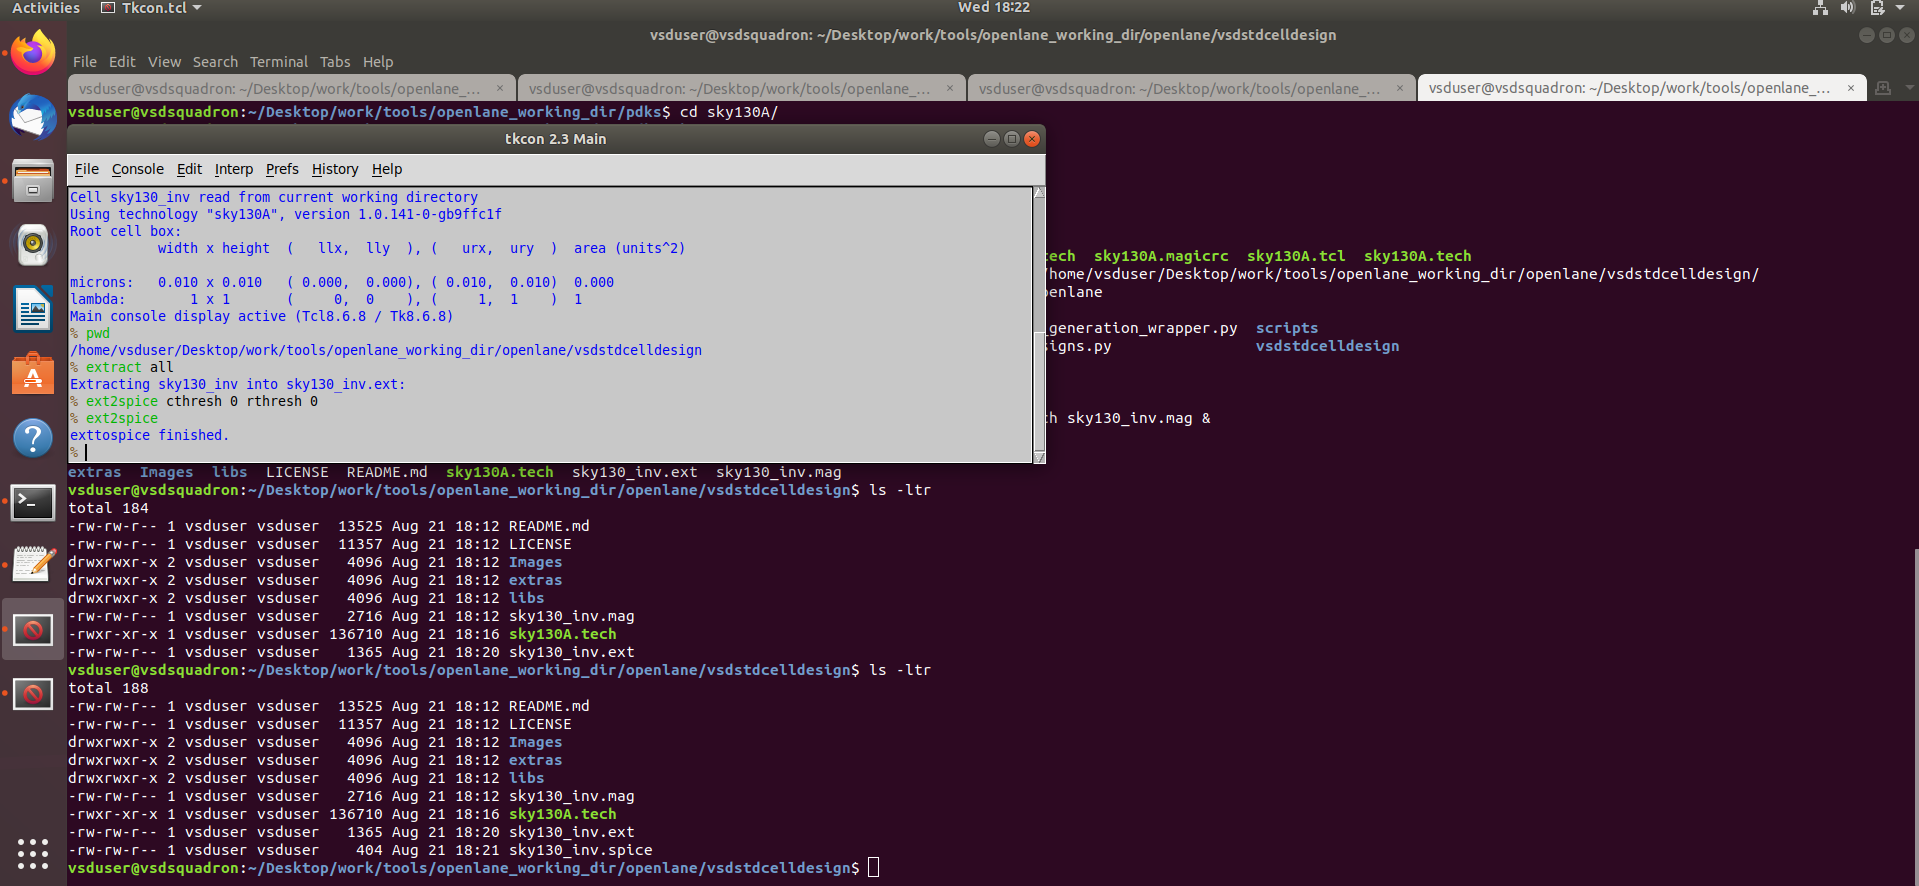 Activities Tkcon.tcl Wed 18:22
vsduser@vsdsquadron: ~/Desktop/work/tools/openlane_working_dir/openlane/vsdstdcelldesign
File Edit View Search Terminal Tabs Help
vsduser@vsdsquadron: ~/Desktop/work/tools/openlane_... × vsduser@vsdsquadron: ~/Desktop/work/tools/openlane_... × vsduser@vsdsquadron: ~/Desktop/work/tools/openlane_... × vsduser@vsdsquadron: ~/Desktop/work/tools/openlane_... ×
vsduser@vsdsquadron:~/Desktop/work/tools/openlane_working_dir/pdks$ cd sky130A/
tkcon 2.3 Main
File Console Edit Interp Prefs History Help
Cell sky130_inv read from current working directory
Using technology "sky130A", version 1.0.141-0-gb9ffc1f
Root cell box:
width x height ( llx, lly ), ( urx, ury ) area (units^2)
microns: 0.010 x 0.010 ( 0.000, 0.000), ( 0.010, 0.010) 0.000
lambda: 1 x 1 ( 0, 0 ), ( 1, 1 ) 1
Main console display active (Tcl8.6.8 / Tk8.6.8)
% pwd
/home/vsduser/Desktop/work/tools/openlane_working_dir/openlane/vsdstdcelldesign
% extract all
Extracting sky130_inv into sky130_inv.ext:
% ext2spice cthresh 0 rthresh 0
% ext2spice
exttospice finished.
%
tech sky130A.magicrc sky130A.tcl sky130A.tech
/home/vsduser/Desktop/work/tools/openlane_working_dir/openlane/vsdstdcelldesign/
penlane
_generation_wrapper.py scripts
signs.py vsdstdcelldesign
ch sky130_inv.mag &
extras Images libs LICENSE README.md sky130A.tech sky130_inv.ext sky130_inv.mag
vsduser@vsdsquadron:~/Desktop/work/tools/openlane_working_dir/openlane/vsdstdcelldesign$ ls -ltr
total 184
-rw-rw-r-- 1 vsduser vsduser 13525 Aug 21 18:12 README.md
-rw-rw-r-- 1 vsduser vsduser 11357 Aug 21 18:12 LICENSE
drwxrwxr-x 2 vsduser vsduser 4096 Aug 21 18:12 Images
drwxrwxr-x 2 vsduser vsduser 4096 Aug 21 18:12 extras
drwxrwxr-x 2 vsduser vsduser 4096 Aug 21 18:12 libs
-rw-rw-r-- 1 vsduser vsduser 2716 Aug 21 18:12 sky130_inv.mag
-rwxr-xr-x 1 vsduser vsduser 136710 Aug 21 18:16 sky130A.tech
-rw-rw-r-- 1 vsduser vsduser 1365 Aug 21 18:20 sky130_inv.ext
vsduser@vsdsquadron:~/Desktop/work/tools/openlane_working_dir/openlane/vsdstdcelldesign$ ls -ltr
total 188
-rw-rw-r-- 1 vsduser vsduser 13525 Aug 21 18:12 README.md
-rw-rw-r-- 1 vsduser vsduser 11357 Aug 21 18:12 LICENSE
drwxrwxr-x 2 vsduser vsduser 4096 Aug 21 18:12 Images
drwxrwxr-x 2 vsduser vsduser 4096 Aug 21 18:12 extras
drwxrwxr-x 2 vsduser vsduser 4096 Aug 21 18:12 libs
-rw-rw-r-- 1 vsduser vsduser 2716 Aug 21 18:12 sky130_inv.mag
-rwxr-xr-x 1 vsduser vsduser 136710 Aug 21 18:16 sky130A.tech
-rw-rw-r-- 1 vsduser vsduser 1365 Aug 21 18:20 sky130_inv.ext
-rw-rw-r-- 1 vsduser vsduser 404 Aug 21 18:21 sky130_inv.spice
vsduser@vsdsquadron:~/Desktop/work/tools/openlane_working_dir/openlane/vsdstdcelldesign$